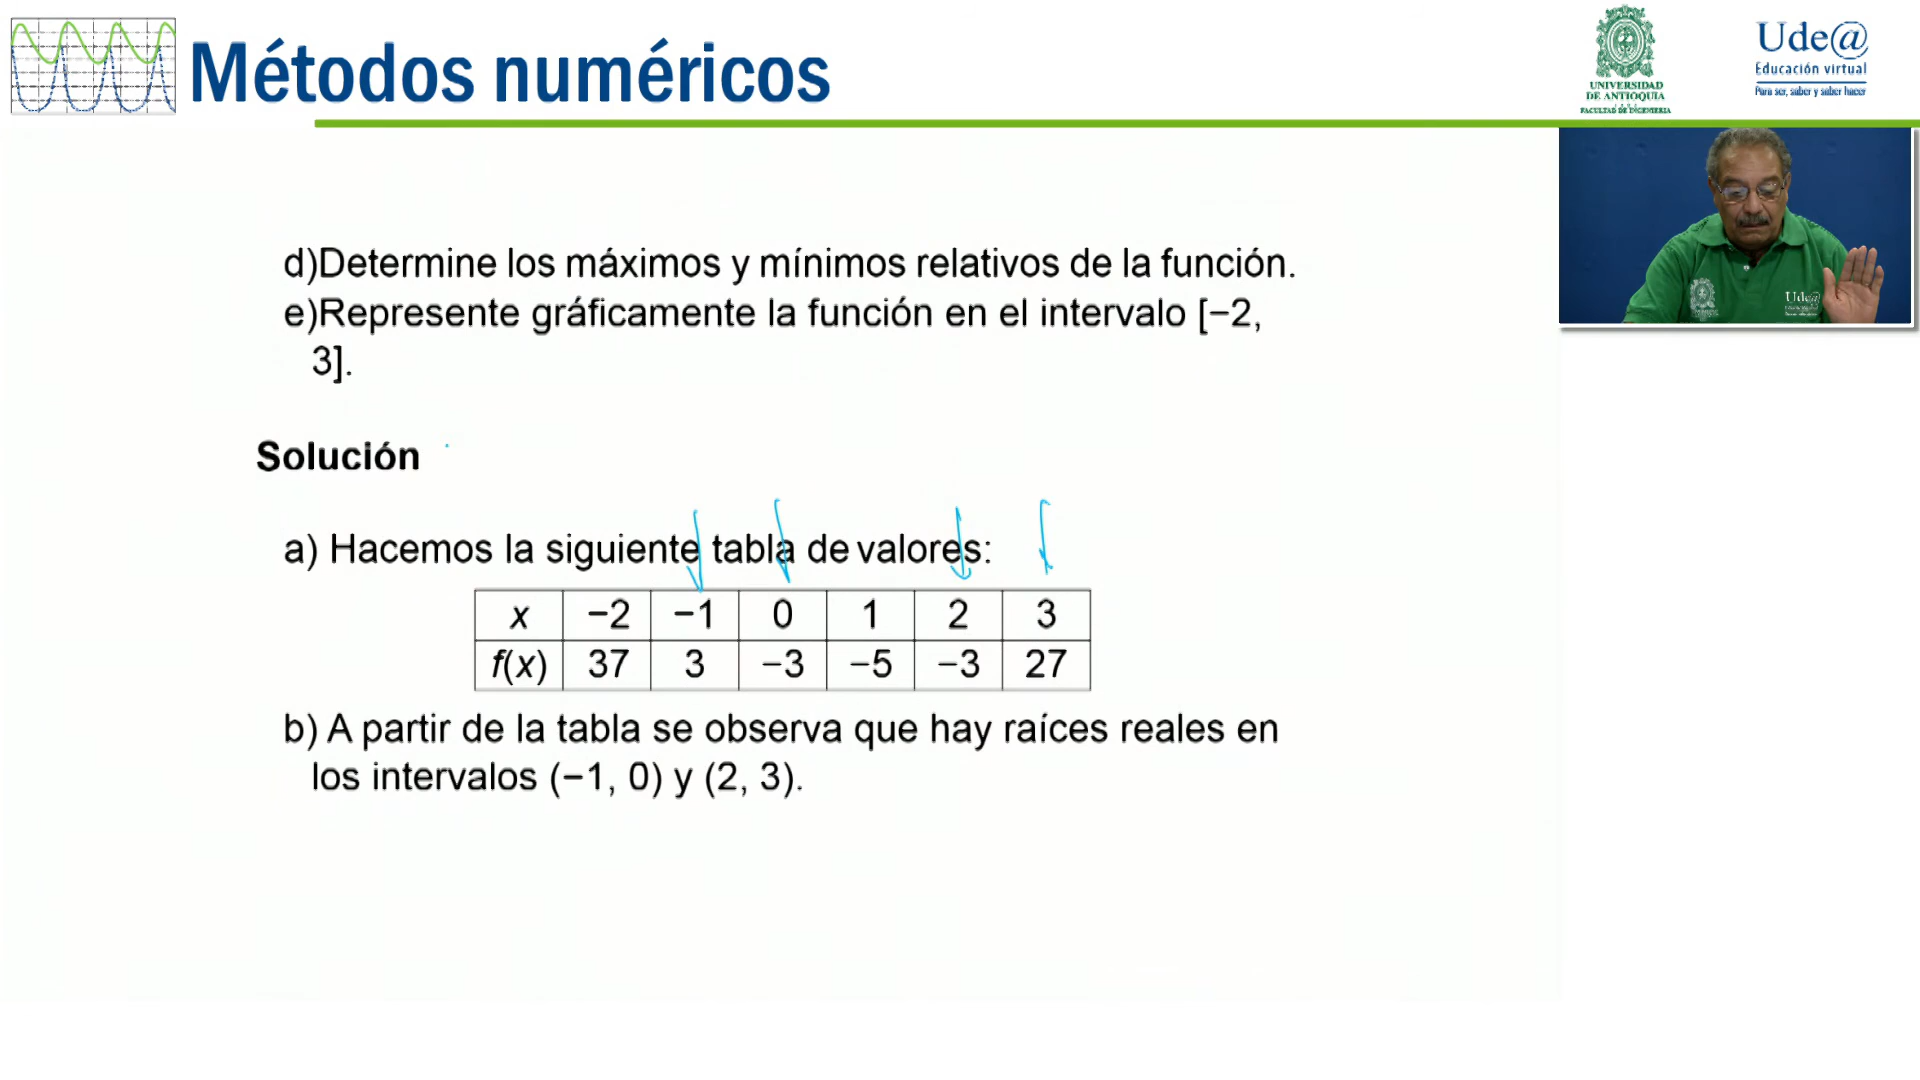 Métodos numéricos
UNIVERSIDAD
DE ANTIOQUIA
FACULTAD DE INGENIERIA
Ude@
Educación virtual
Para ser, saber y saber hacer
Ude@
d)Determine los máximos y mínimos relativos de la función.
e)Represente gráficamente la función en el intervalo [−2,
3].
Solución
a) Hacemos la siguiente tabla de valores:
x −2 −1 0 1 2 3
f(x) 37 3 −3 −5 −3 27
b) A partir de la tabla se observa que hay raíces reales en
los intervalos (−1, 0) y (2, 3).